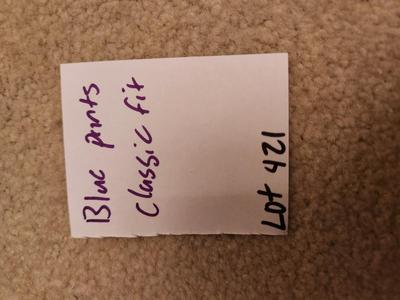 Blue pants
Classic fit
Lot 421